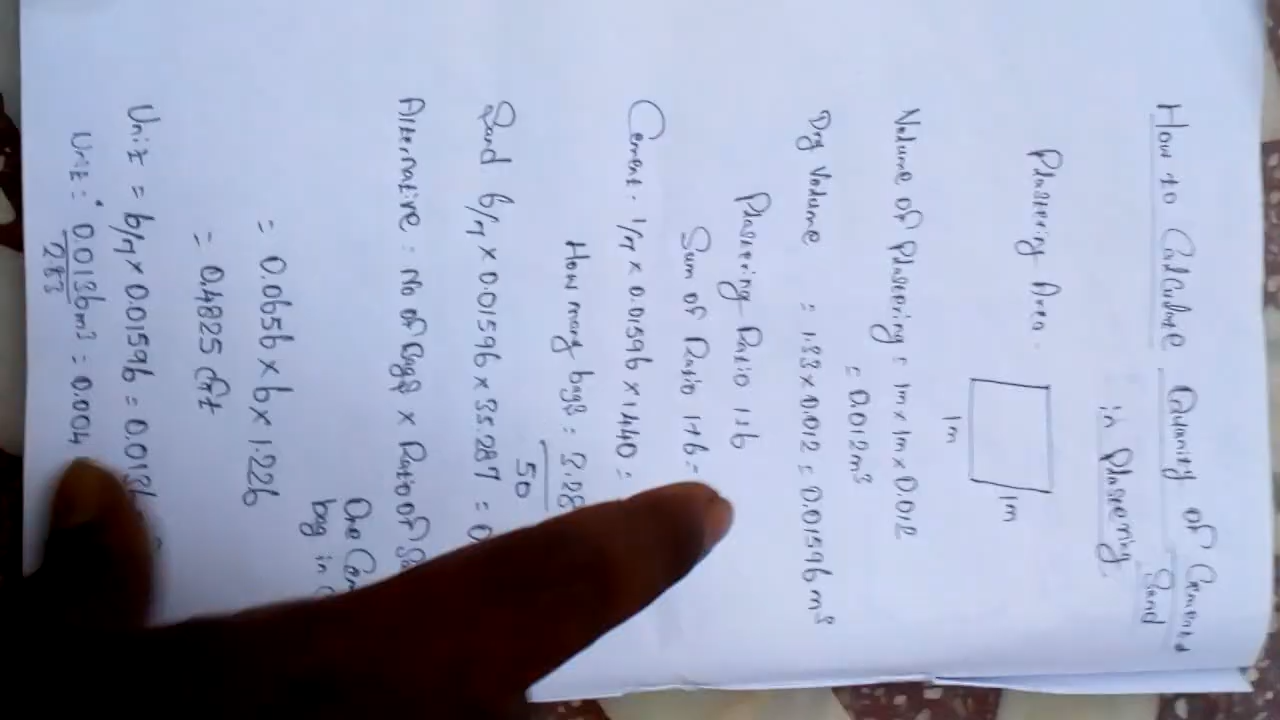 How to Calculate Quantity of Cement &
Sand
in Plastering
Plastering Area.
1m
1m
Volume of Plastering = 1m x 1m x 0.012
= 0.012m³
Dry Volume = 1.33 x 0.012 = 0.01596 m³
Plastering Ratio 1:6
Sum of Ratio 1+6 =
Cement. 1/7 x 0.01596 x 1440 =
How many bags = 3.28
50
Sand 6/7 x 0.01596 x 35.287 = 0
Alternative : No of Bags x Ratio of
One
bag in
= 0.0656 x 6 x 1.226
= 0.4825 cft
Unit = 6/7 x 0.01596 = 0.0136
Unit = 0.0136m³ = 0.004
2.83